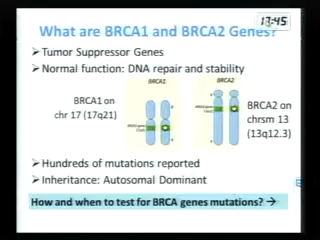 13:45
What are BRCA1 and BRCA2 Genes?
➤ Tumor Suppressor Genes
➤ Normal function: DNA repair and stability
BRCA1
BRCA2
BRCA1 on
chr 17 (17q21)
BRCA2 on
chrsm 13
(13q12.3)
➤ Hundreds of mutations reported
➤ Inheritance: Autosomal Dominant
How and when to test for BRCA genes mutations? →